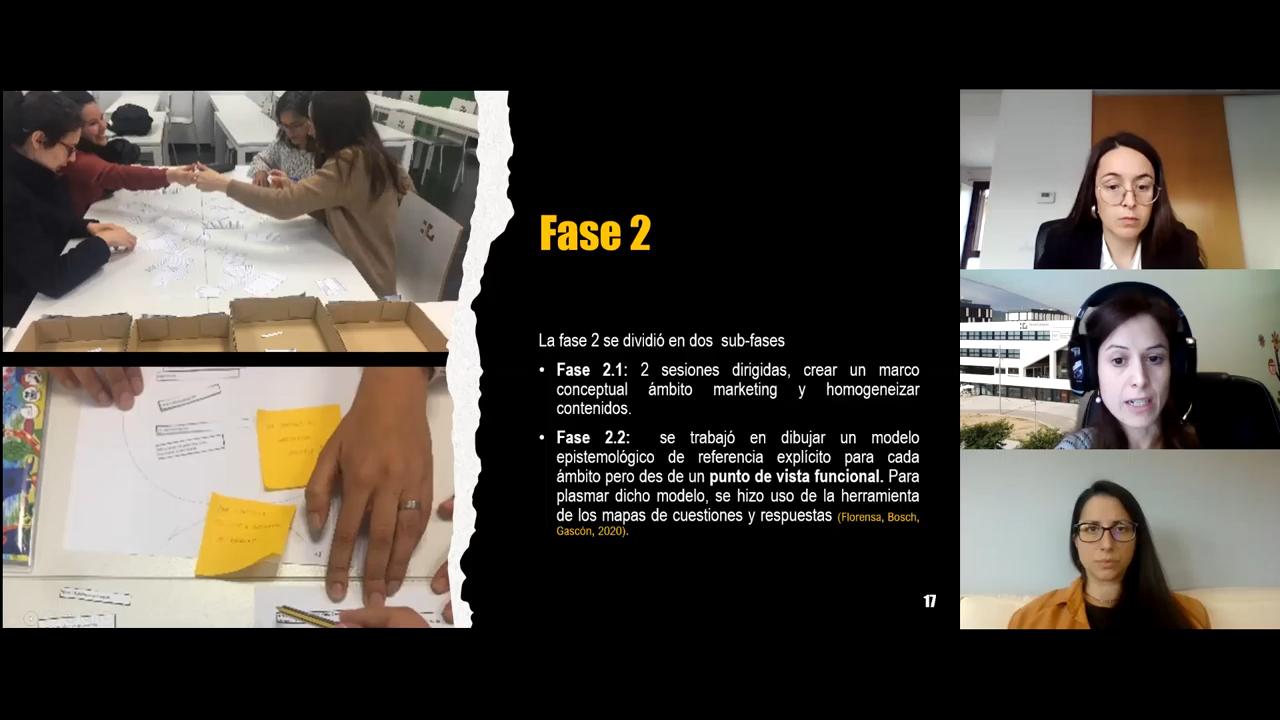 Fase 2
La fase 2 se dividió en dos sub-fases
• Fase 2.1: 2 sesiones dirigidas, crear un marco
conceptual ámbito marketing y homogeneizar
contenidos.
• Fase 2.2: se trabajó en dibujar un modelo
epistemológico de referencia explícito para cada
ámbito pero des de un punto de vista funcional. Para
plasmar dicho modelo, se hizo uso de la herramienta
de los mapas de cuestiones y respuestas (Florensa, Bosch,
Gascón, 2020).
17